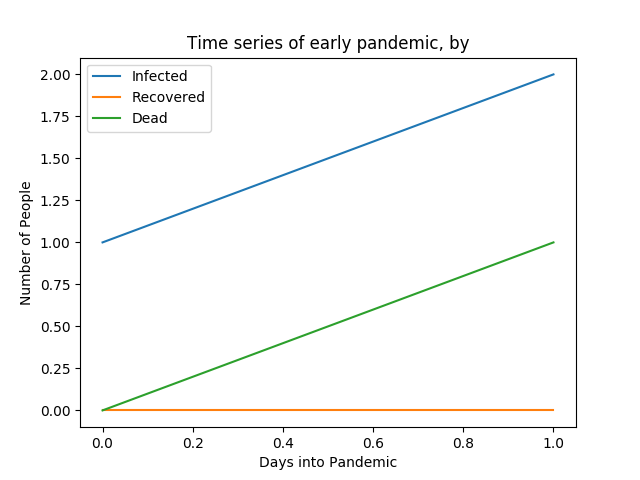 Time series of early pandemic, by
Infected
Recovered
Dead
2.00
1.75
1.50
1.25
1.00
0.75
0.50
0.25
0.00
Number of People
0.0 0.2 0.4 0.6 0.8 1.0
Days into Pandemic